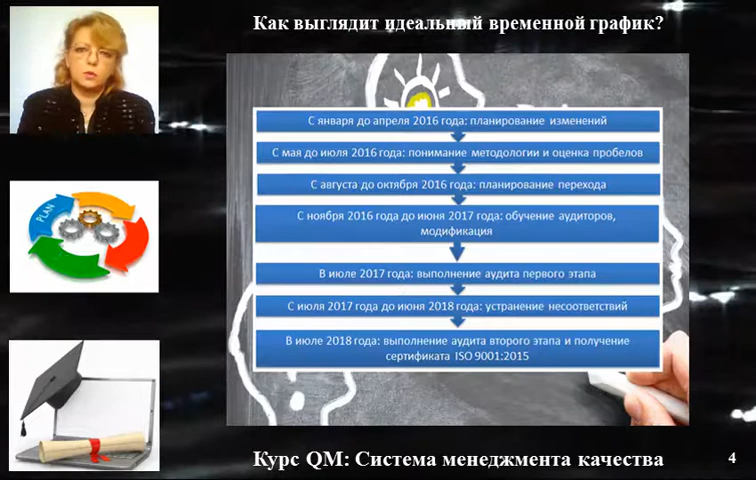 Как выглядит идеальный временной график?
С января до апреля 2016 года: планирование изменений
С мая до июля 2016 года: понимание методологии и оценка пробелов
С августа до октября 2016 года: планирование перехода
С ноября 2016 года до июня 2017 года: обучение аудиторов,
модификация
В июле 2017 года: выполнение аудита первого этапа
С июля 2017 года до июня 2018 года: устранение несоответствий
В июле 2018 года: выполнение аудита второго этапа и получение
сертификата ISO 9001:2015
PLAN
Курс QM: Система менеджмента качества
4